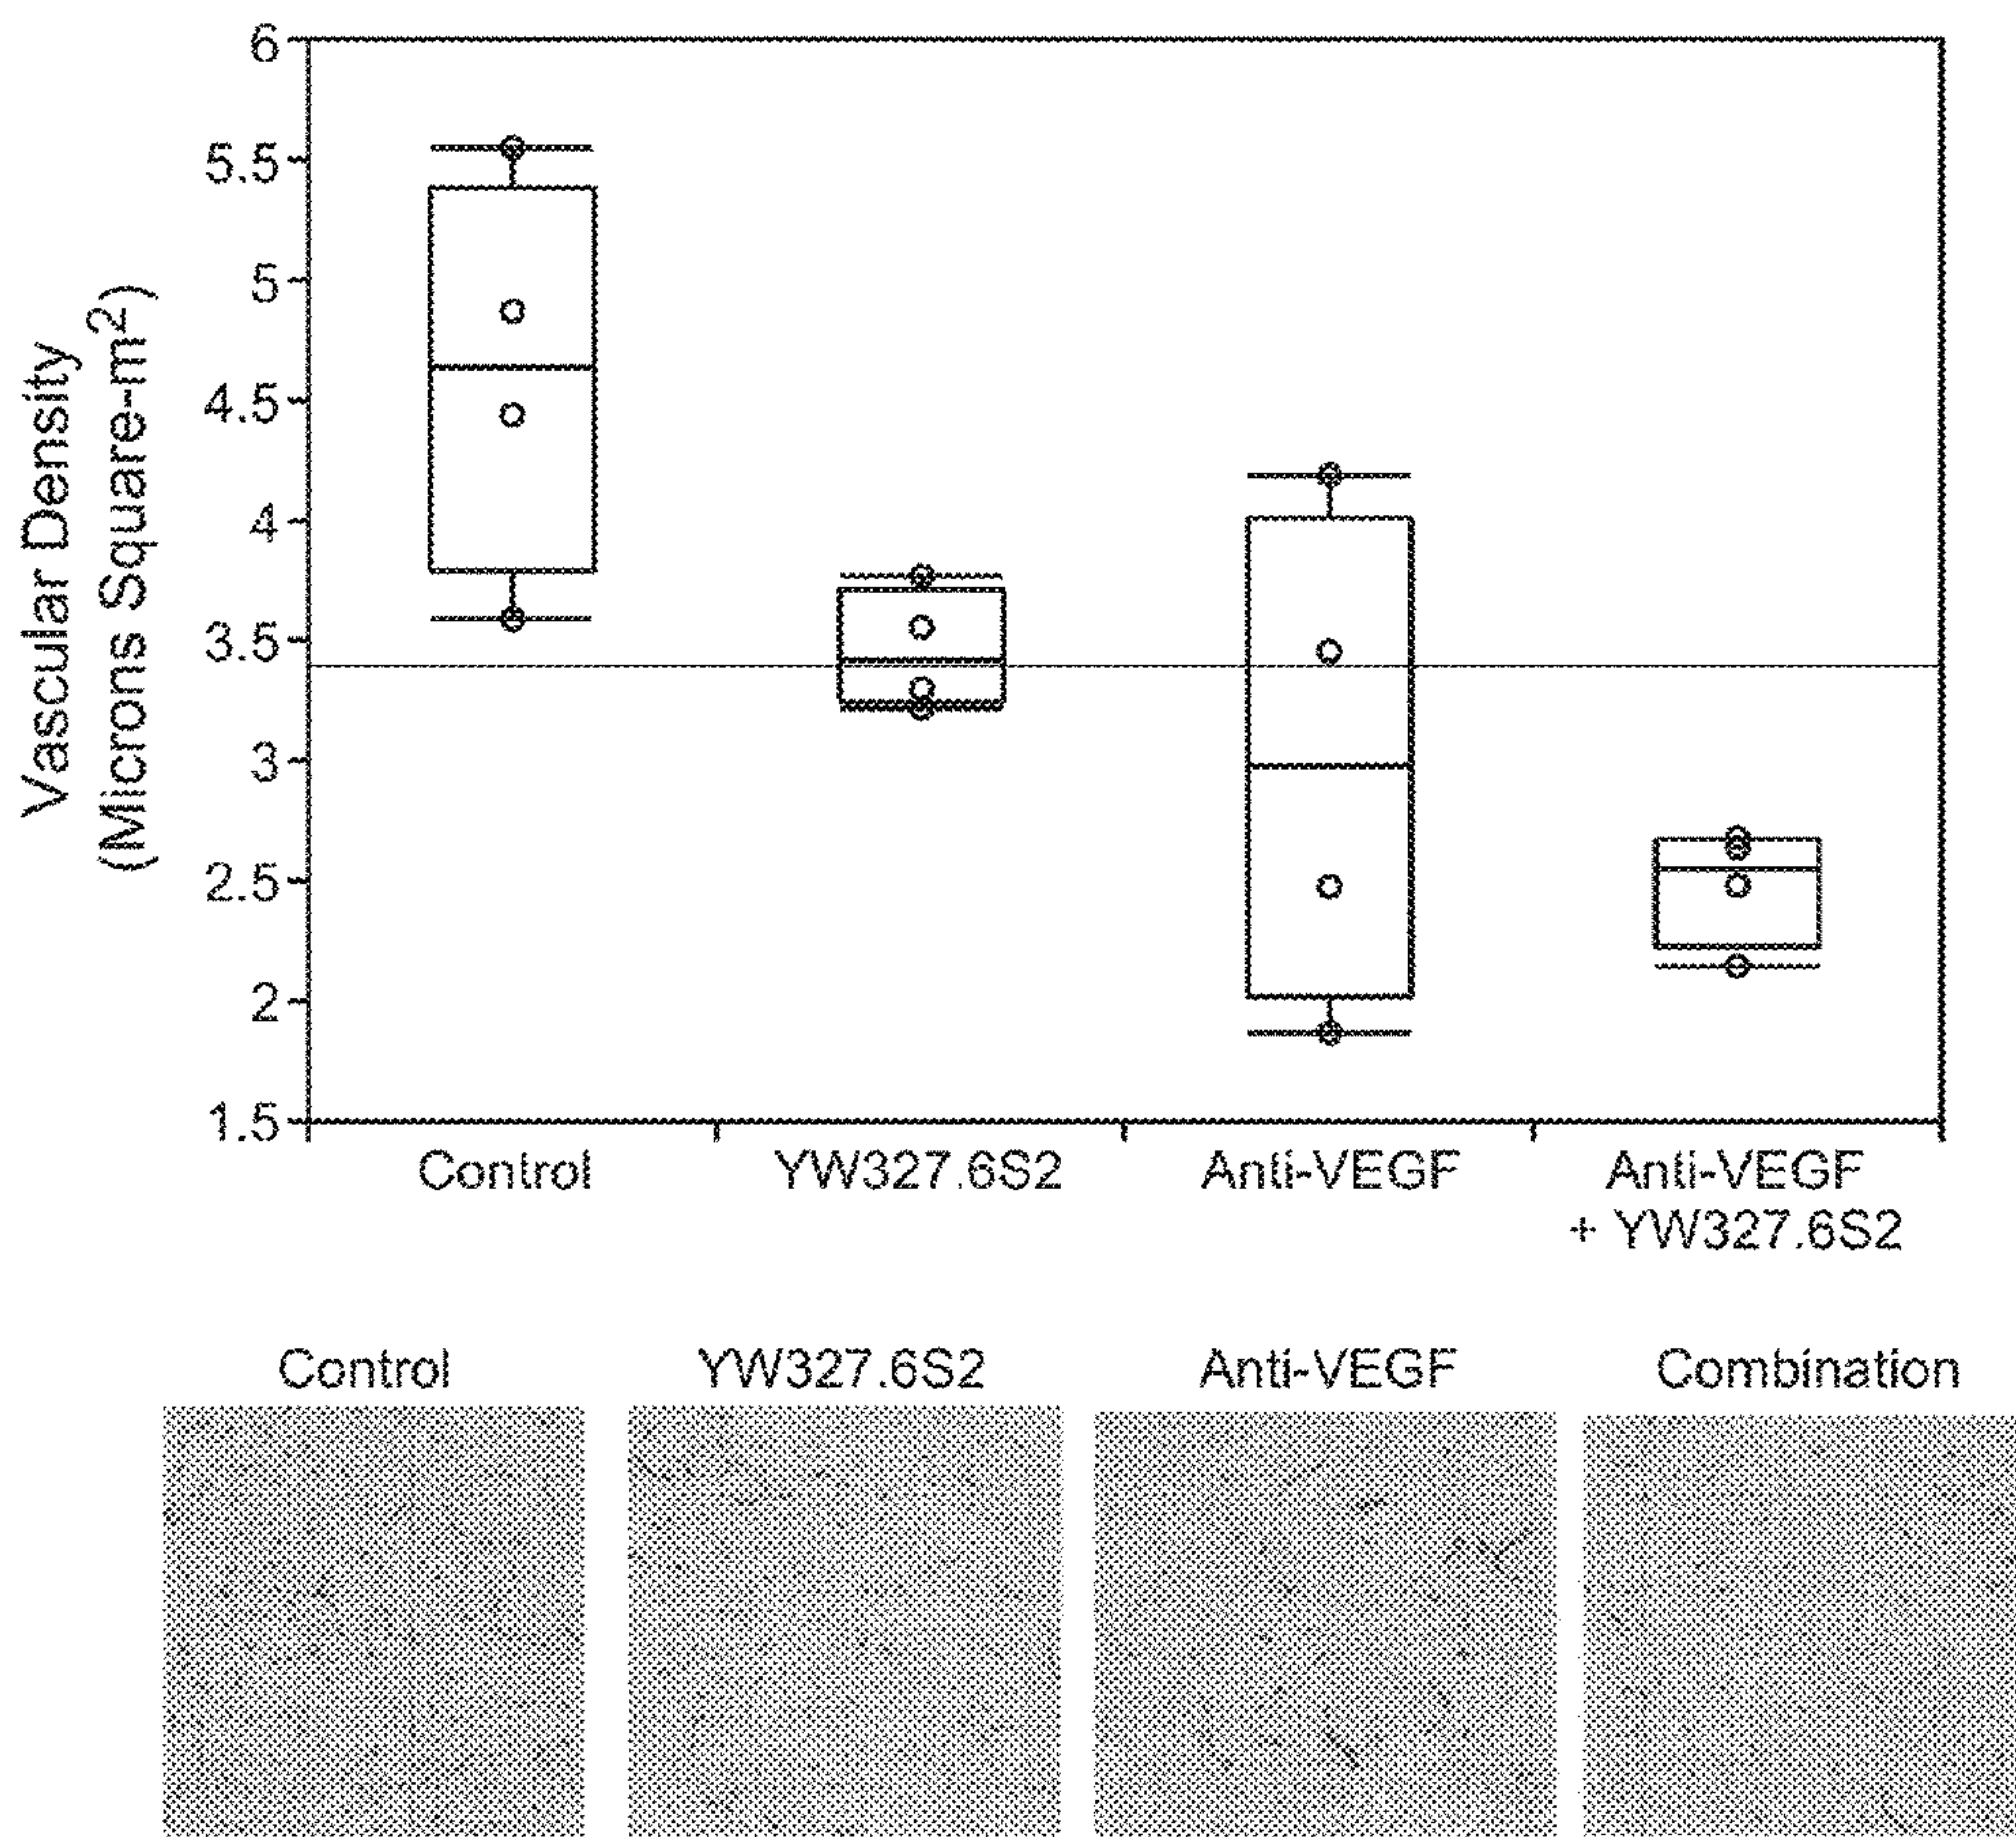 6
5.5
5
4.5
4
3.5
3
2.5
2
1.5
Vascular Density
(Microns Square-m²)
Control
YW327.6S2
Anti-VEGF
Anti-VEGF
+ YW327.6S2
Control
YW327.6S2
Anti-VEGF
Combination